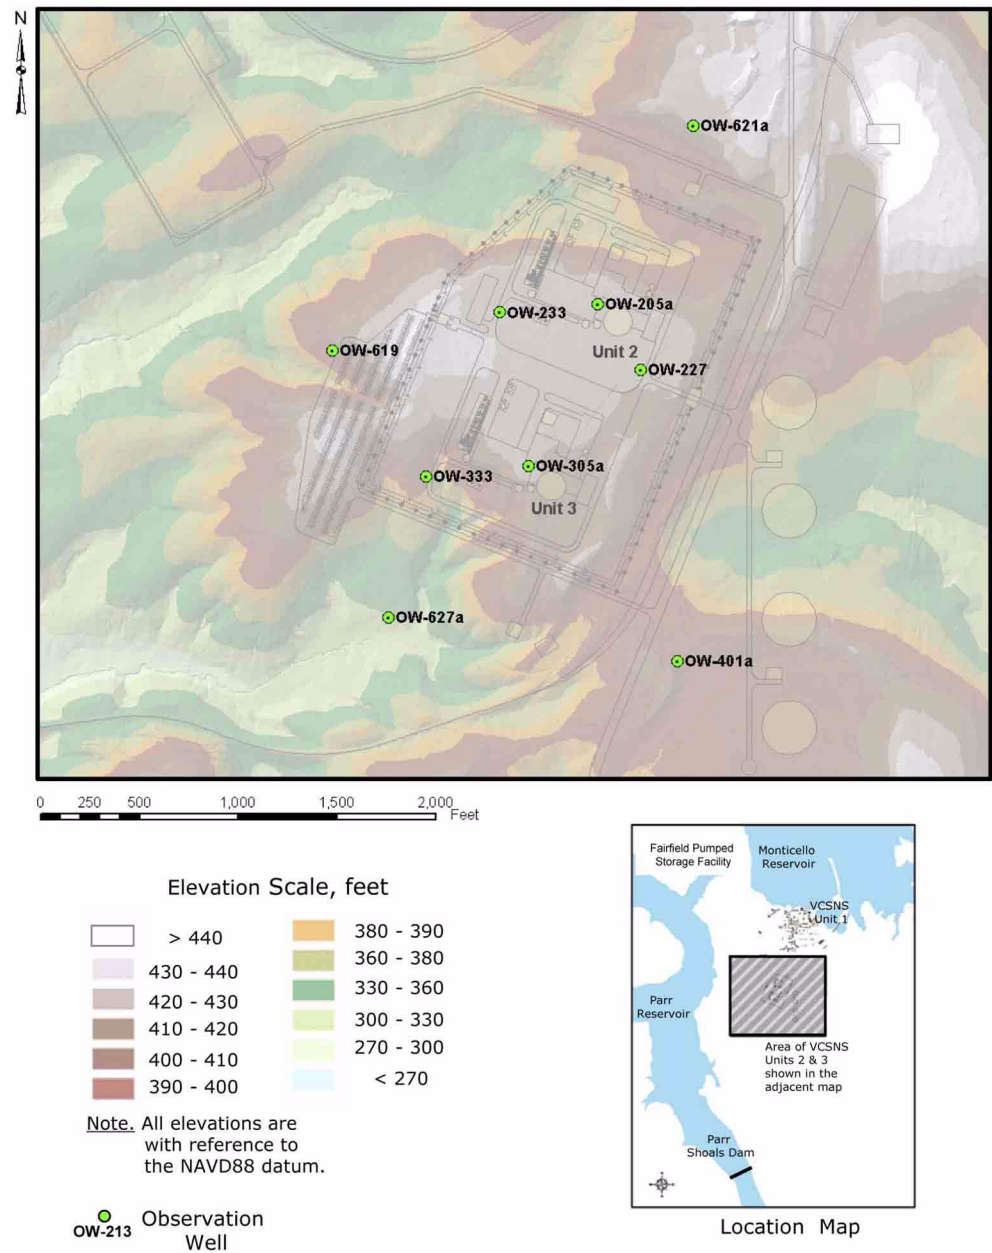 N
OW-621a
OW-233
OW-205a
Unit 2
OW-619
OW-227
OW-333
OW-305a
Unit 3
OW-627a
OW-401a
0 250 500 1,000 1,500 2,000
Feet
Elevation Scale, feet
> 440
430 - 440
420 - 430
410 - 420
400 - 410
390 - 400
380 - 390
360 - 380
330 - 360
300 - 330
270 - 300
< 270
Note. All elevations are
with reference to
the NAVD88 datum.
OW-213
Observation
Well
Fairfield Pumped
Storage Facility
Monticello
Reservoir
VCSNS
Unit 1
Parr
Reservoir
Area of VCSNS
Units 2 & 3
shown in the
adjacent map
Parr
Shoals Dam
Location Map